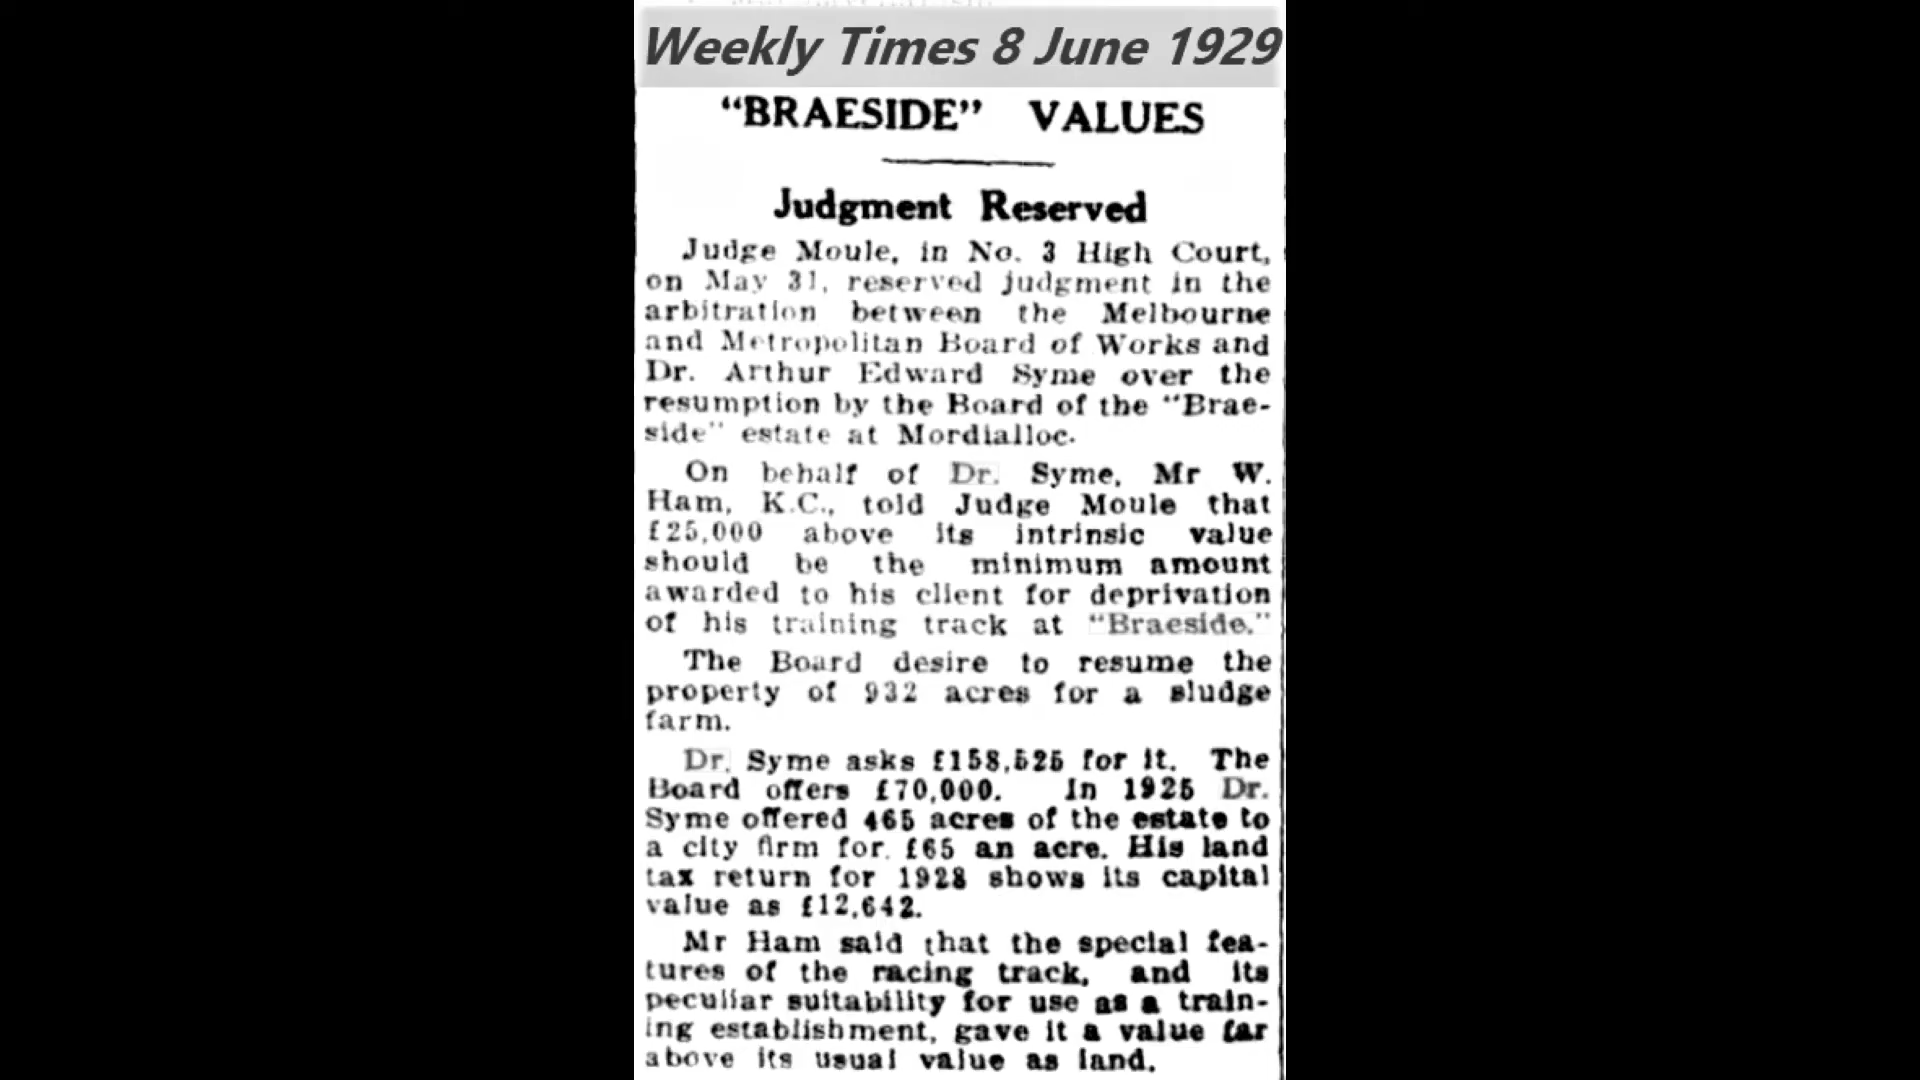 Weekly Times 8 June 1929
“BRAESIDE” VALUES
Judgment Reserved
Judge Moule, in No. 3 High Court,
on May 31, reserved judgment in the
arbitration between the Melbourne
and Metropolitan Board of Works and
Dr. Arthur Edward Syme over the
resumption by the Board of the “Brae-
side” estate at Mordialloc.
On behalf of Dr. Syme, Mr W.
Ham, K.C., told Judge Moule that
£25,000 above its intrinsic value
should be the minimum amount
awarded to his client for deprivation
of his training track at “Braeside.”
The Board desire to resume the
property of 932 acres for a sludge
farm.
Dr. Syme asks £158,525 for it. The
Board offers £70,000. In 1925 Dr.
Syme offered 465 acres of the estate to
a city firm for £65 an acre. His land
tax return for 1928 shows its capital
value as £12,642.
Mr Ham said that the special fea-
tures of the racing track, and its
peculiar suitability for use as a train-
ing establishment, gave it a value far
above its usual value as land.